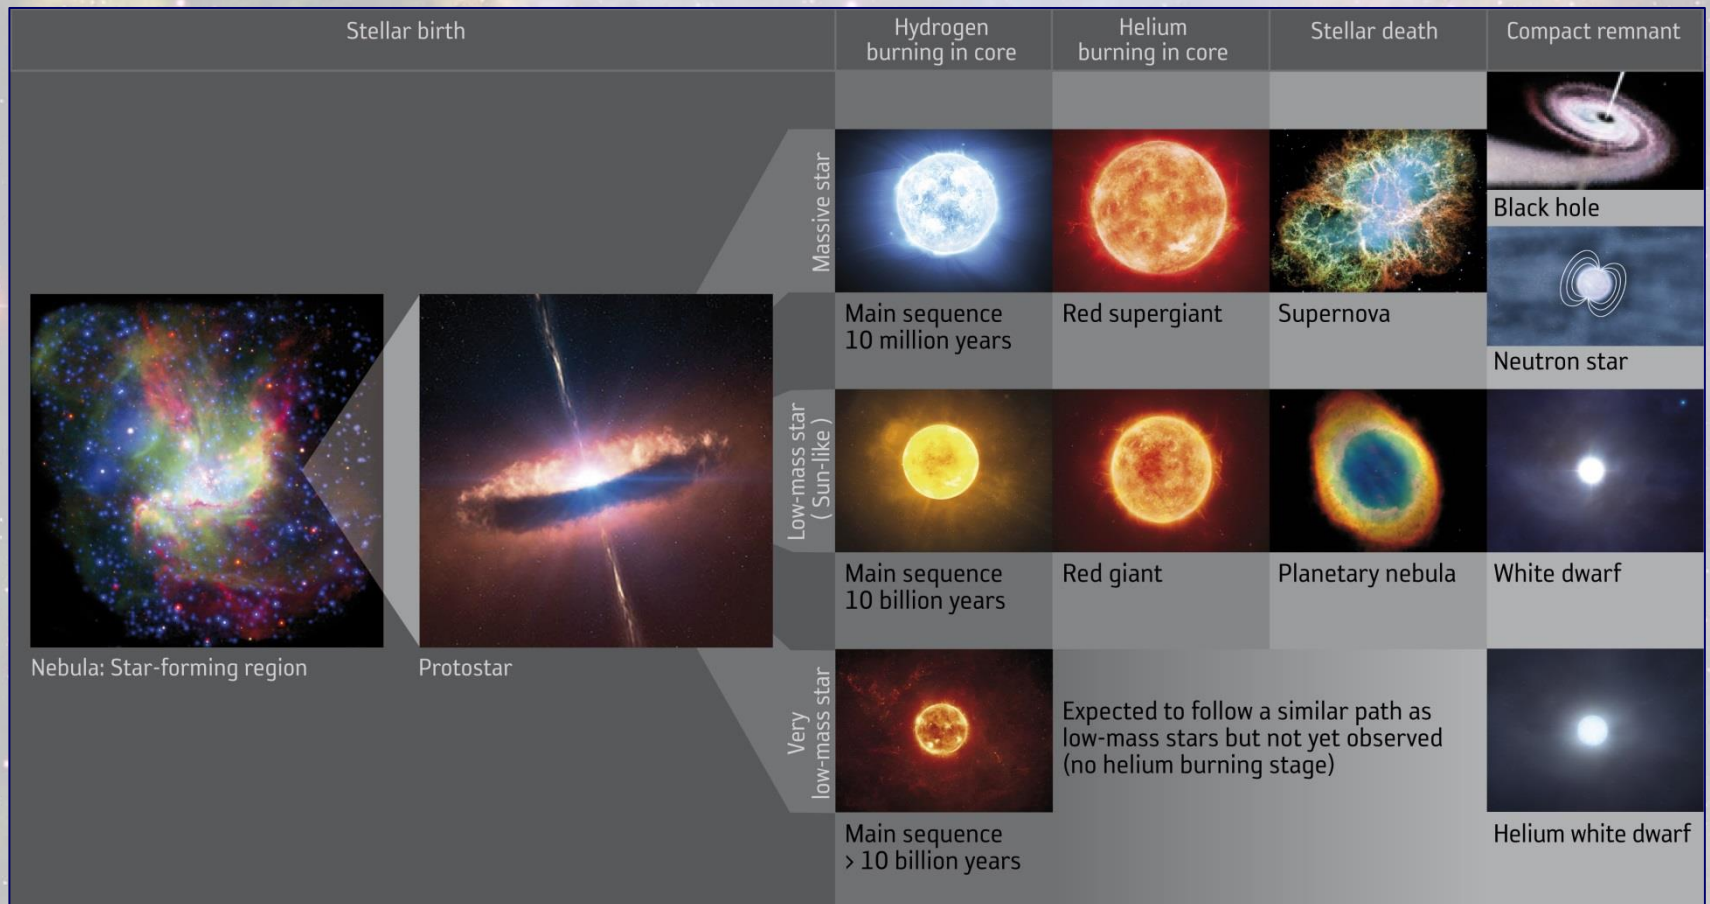 Stellar birth
Hydrogen
burning in core
Helium
burning in core
Stellar death
Compact remnant
Nebula: Star-forming region
Protostar
Massive star
Main sequence
10 million years
Red supergiant
Supernova
Black hole
Neutron star
Low-mass star
( Sun-like )
Main sequence
10 billion years
Red giant
Planetary nebula
White dwarf
Very
low-mass star
Main sequence
> 10 billion years
Expected to follow a similar path as
low-mass stars but not yet observed
(no helium burning stage)
Helium white dwarf